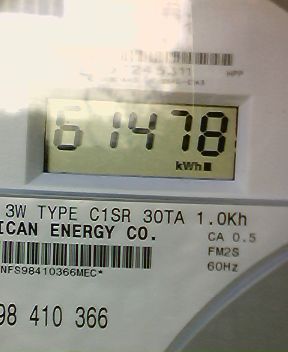 HPP
61478
kWh
3W TYPE C1SR 30TA 1.0Kh
ICAN ENERGY CO.
CA 0.5
FM2S
60Hz
NFS98410366MEC*
98 410 366